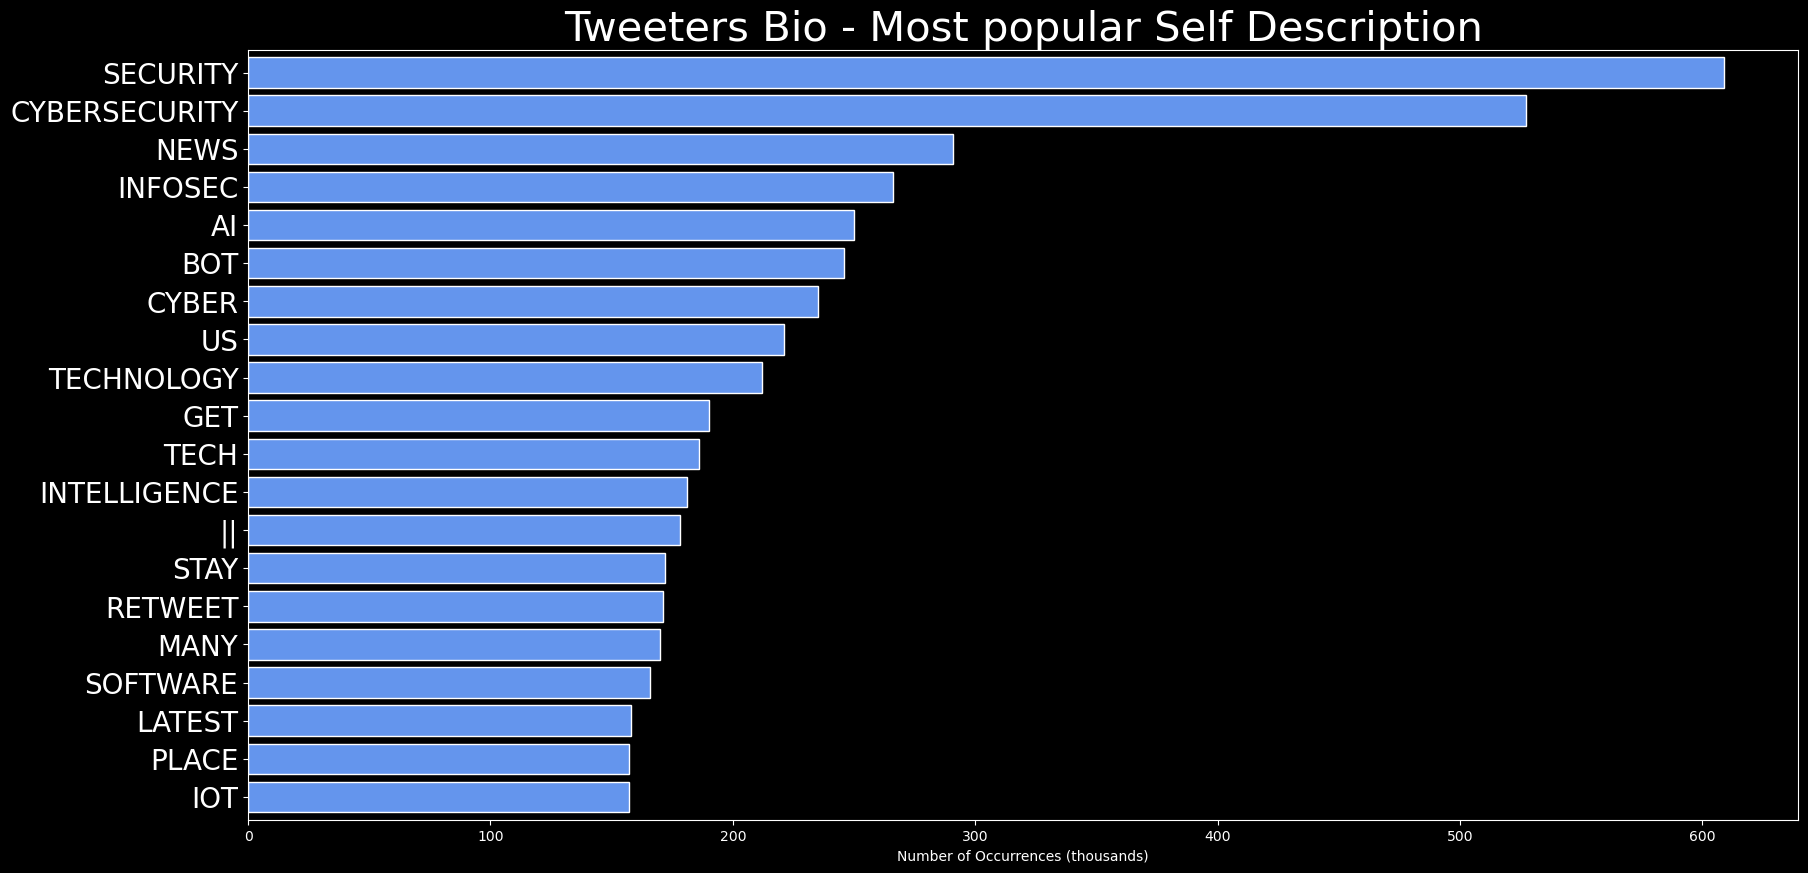 Tweeters Bio - Most popular Self Description
SECURITY
CYBERSECURITY
NEWS
INFOSEC
AI
BOT
CYBER
US
TECHNOLOGY
GET
TECH
INTELLIGENCE
||
STAY
RETWEET
MANY
SOFTWARE
LATEST
PLACE
IOT
0 100 200 300 400 500 600
Number of Occurrences (thousands)